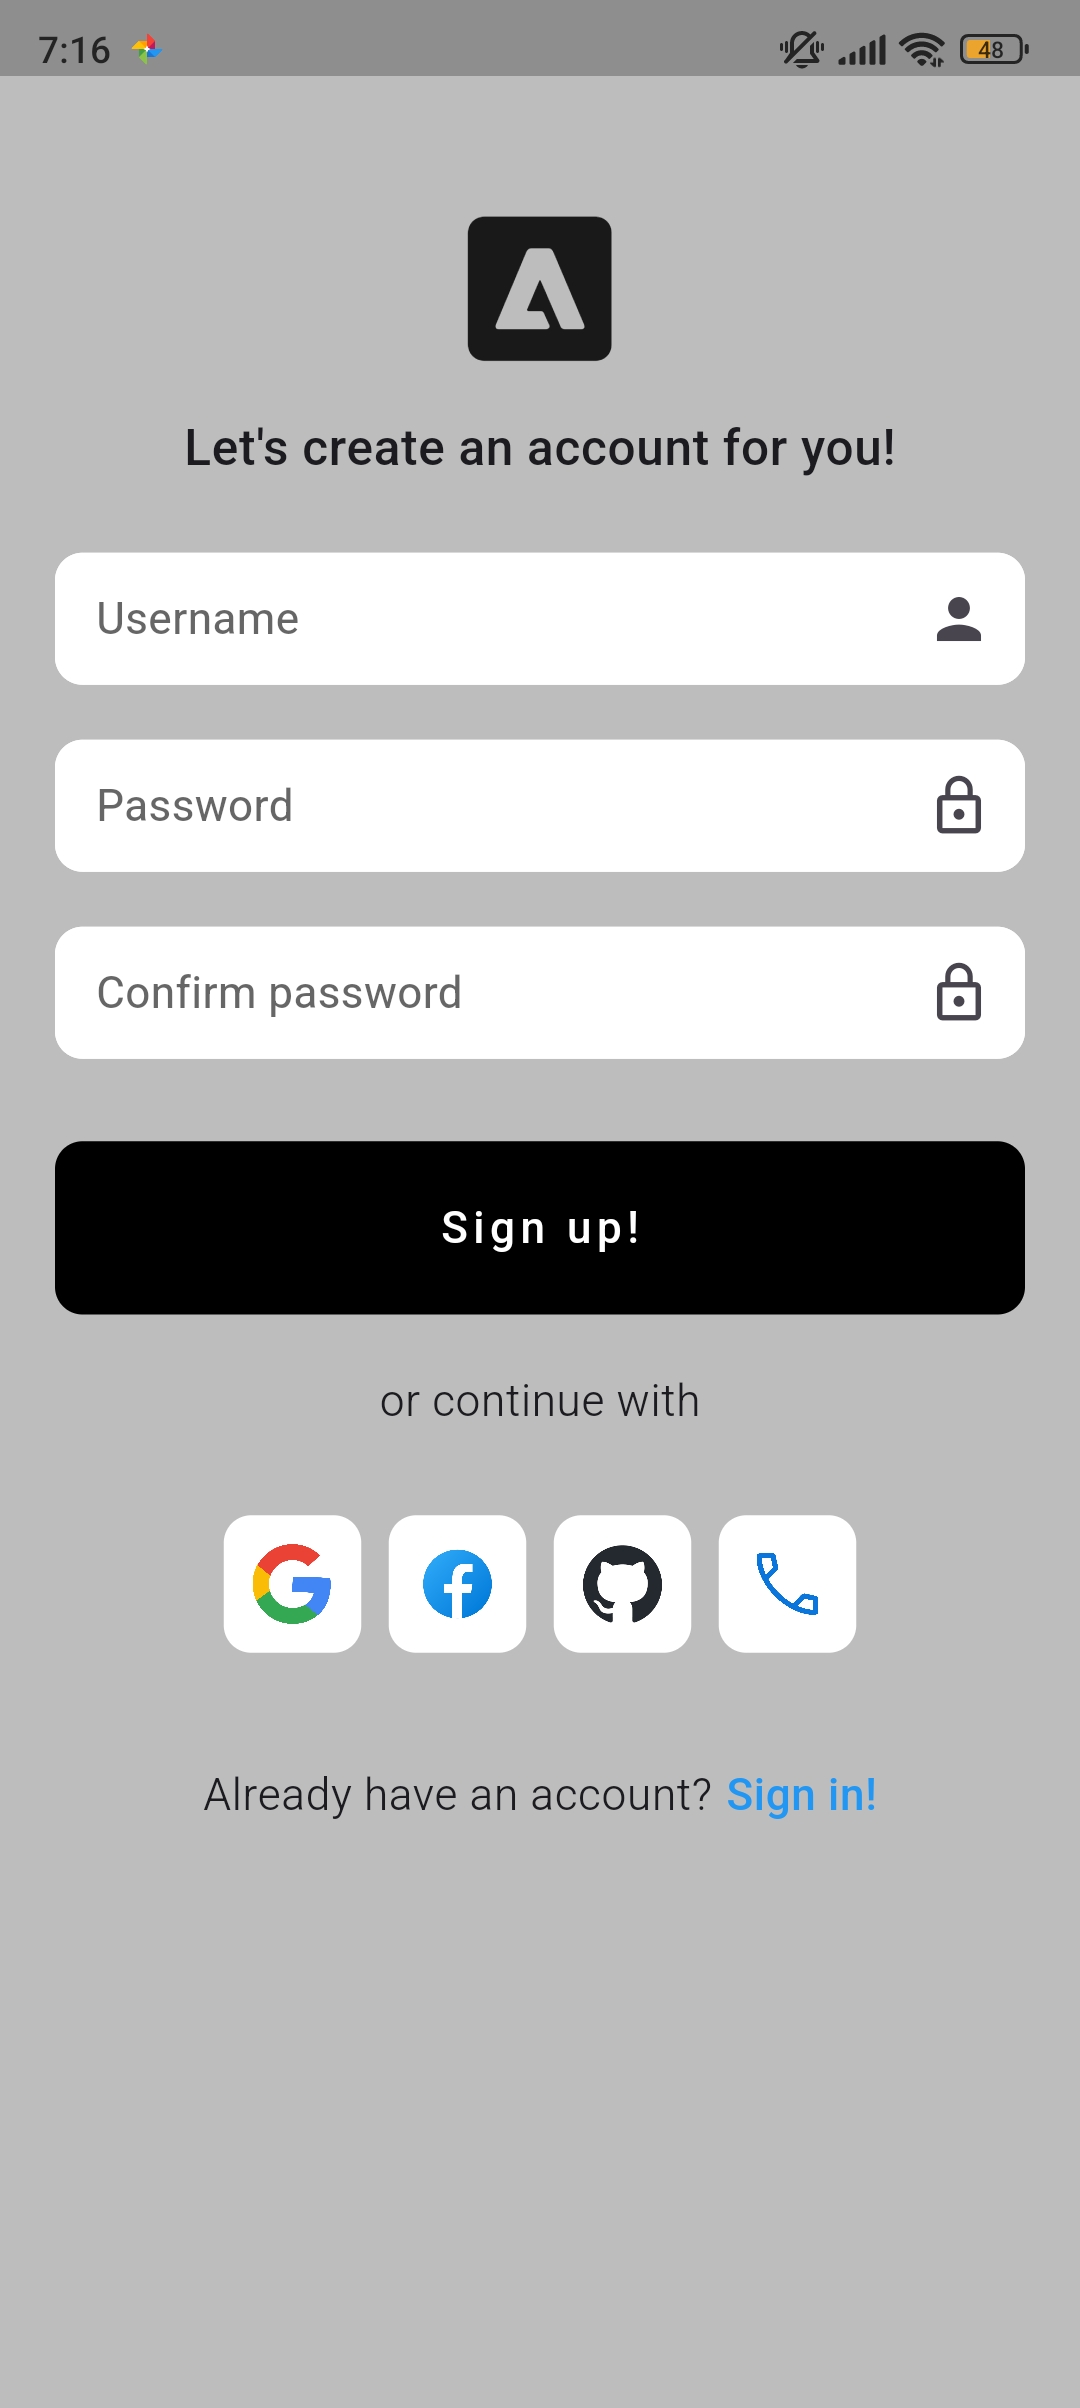 7:16
48
Let's create an account for you!
Username
Password
Confirm password
Sign up!
or continue with
Already have an account? Sign in!